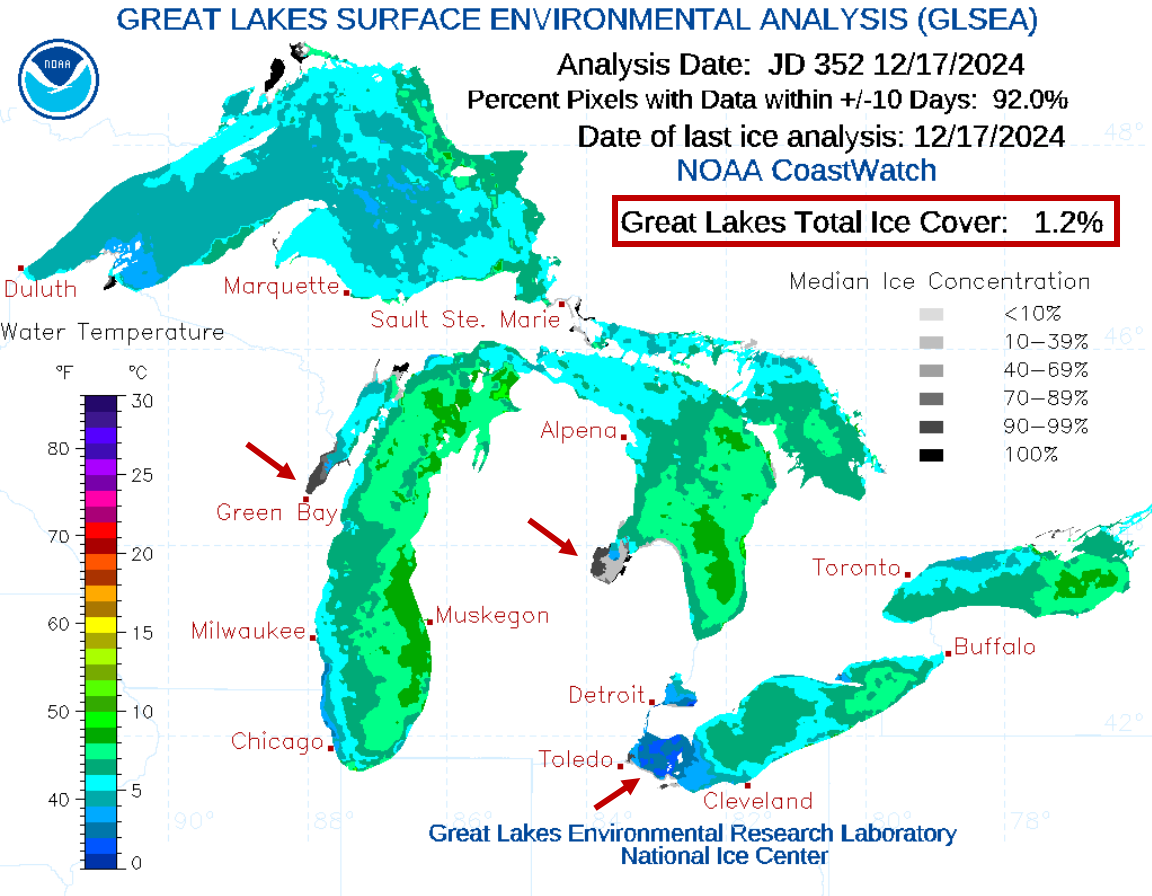 GREAT LAKES SURFACE ENVIRONMENTAL ANALYSIS (GLSEA)
NOAA
Analysis Date: JD 352 12/17/2024
Percent Pixels with Data within +/-10 Days: 92.0%
Date of last ice analysis: 12/17/2024
NOAA CoastWatch
48°
Great Lakes Total Ice Cover: 1.2%
Duluth
Marquette
Sault Ste. Marie
Median Ice Concentration
<10%
10–39%
40–69%
70–89%
90–99%
100%
46°
Water Temperature
°F °C
30
80
25
70
20
60
15
50
10
40
5
0
Alpena
Green Bay
Toronto
Milwaukee
Muskegon
Buffalo
Detroit
42°
Chicago
Toledo
Cleveland
90° 88° 86° 84° 82° 80° 78°
Great Lakes Environmental Research Laboratory
National Ice Center